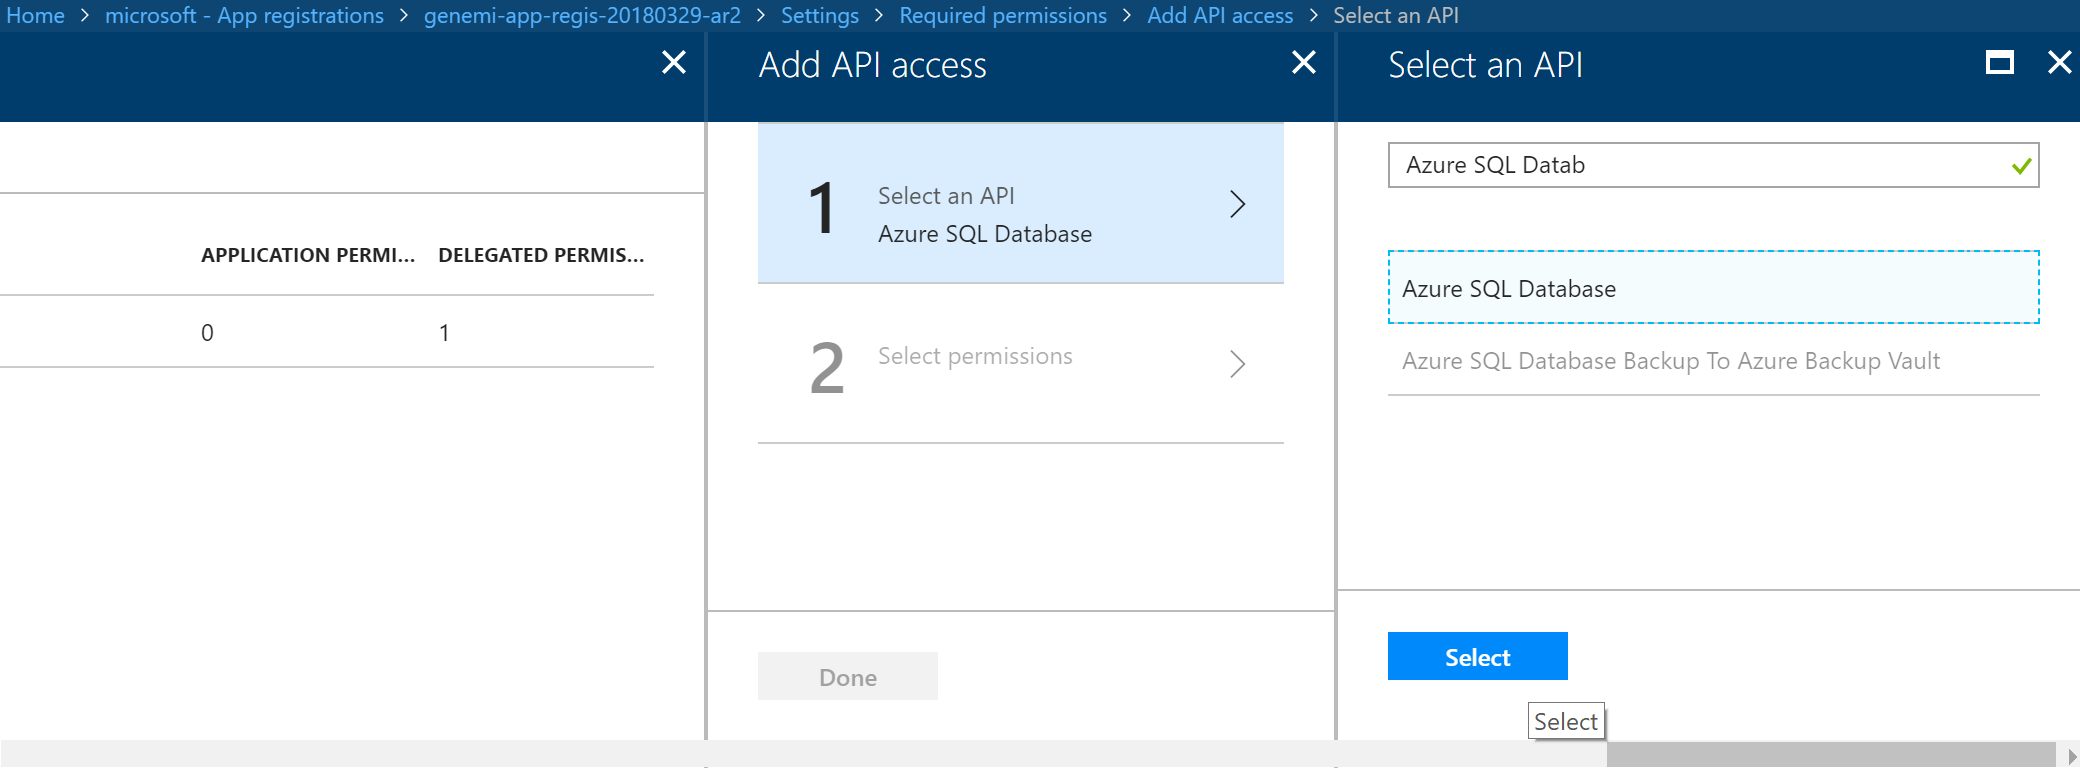 Home > microsoft - App registrations > genemi-app-regis-20180329-ar2 > Settings > Required permissions > Add API access > Select an API
Add API access
Select an API
APPLICATION PERMI...
DELEGATED PERMIS...
0
1
1
Select an API
Azure SQL Database
2
Select permissions
Done
Azure SQL Datab
Azure SQL Database
Azure SQL Database Backup To Azure Backup Vault
Select
Select